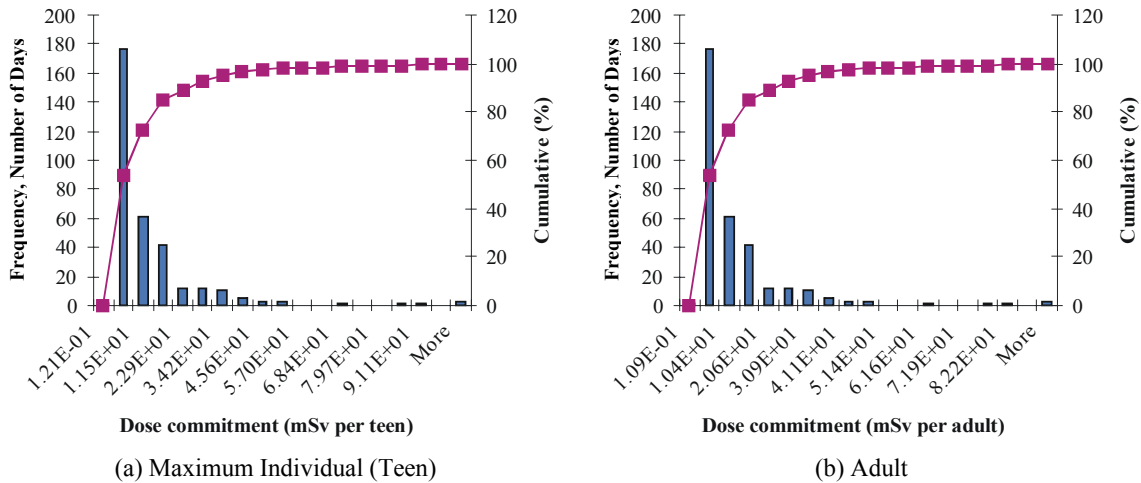 200
180
160
140
120
100
80
60
40
20
0
Frequency, Number of Days
120
100
80
60
40
20
0
Cumulative (%)
1.21E-01
1.15E+01
2.29E+01
3.42E+01
4.56E+01
5.70E+01
6.84E+01
7.97E+01
9.11E+01
More
Dose commitment (mSv per teen)
(a) Maximum Individual (Teen)
200
180
160
140
120
100
80
60
40
20
0
Frequency, Number of Days
120
100
80
60
40
20
0
Cumulative (%)
1.09E-01
1.04E+01
2.06E+01
3.09E+01
4.11E+01
5.14E+01
6.16E+01
7.19E+01
8.22E+01
More
Dose commitment (mSv per adult)
(b) Adult